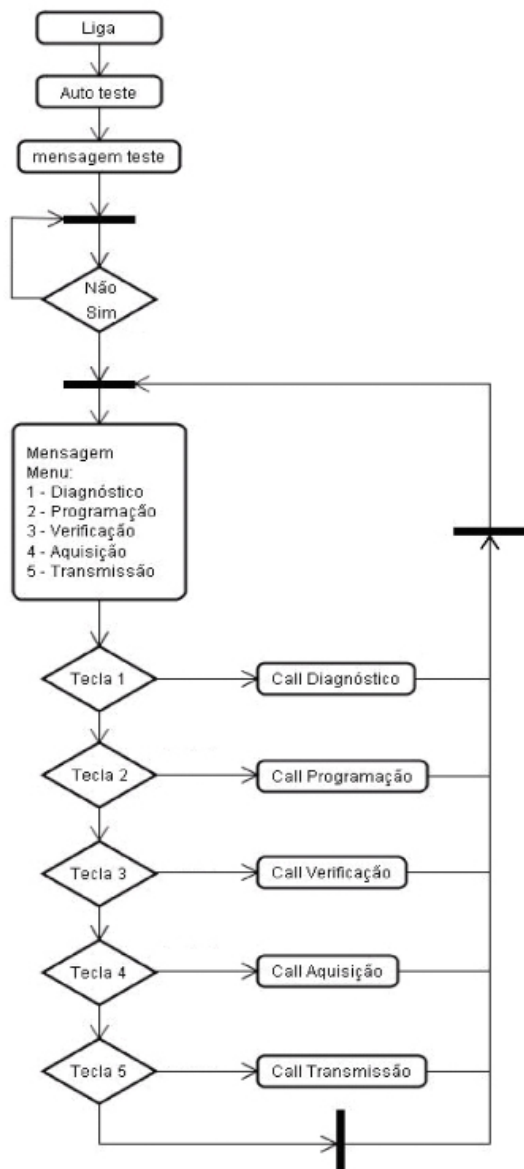 Liga
Auto teste
mensagem teste
Não
Sim
Mensagem
Menu:
1 - Diagnóstico
2 - Programação
3 - Verificação
4 - Aquisição
5 - Transmissão
Tecla 1
Call Diagnóstico
Tecla 2
Call Programação
Tecla 3
Call Verificação
Tecla 4
Call Aquisição
Tecla 5
Call Transmissão